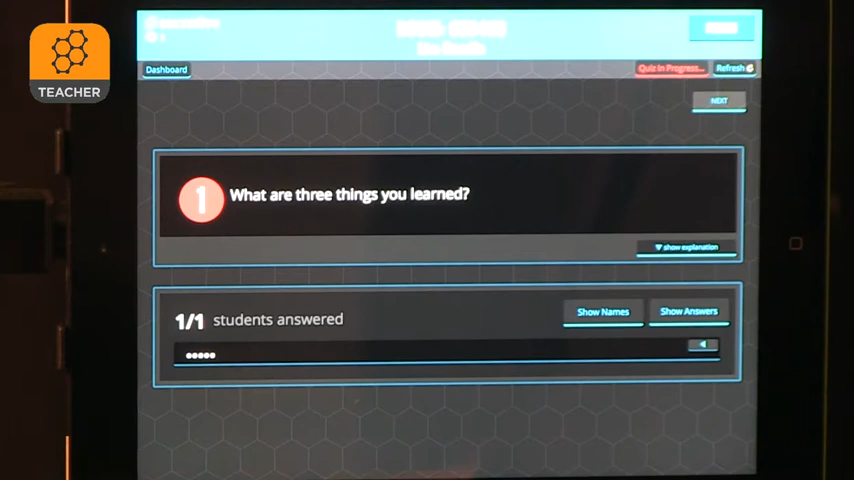 TEACHER
Dashboard
Quiz In Progress...
Refresh
NEXT
1 What are three things you learned?
▼ show explanation
1/1 students answered
Show Names
Show Answers